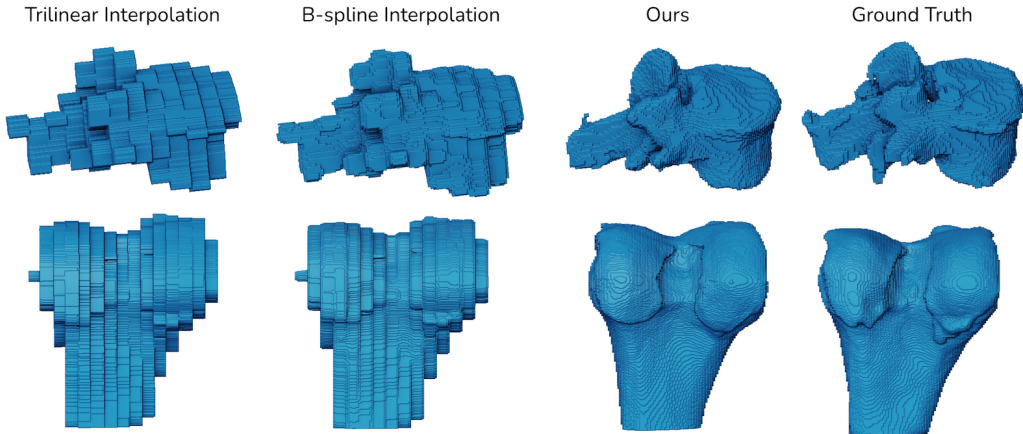 Trilinear Interpolation
B-spline Interpolation
Ours
Ground Truth